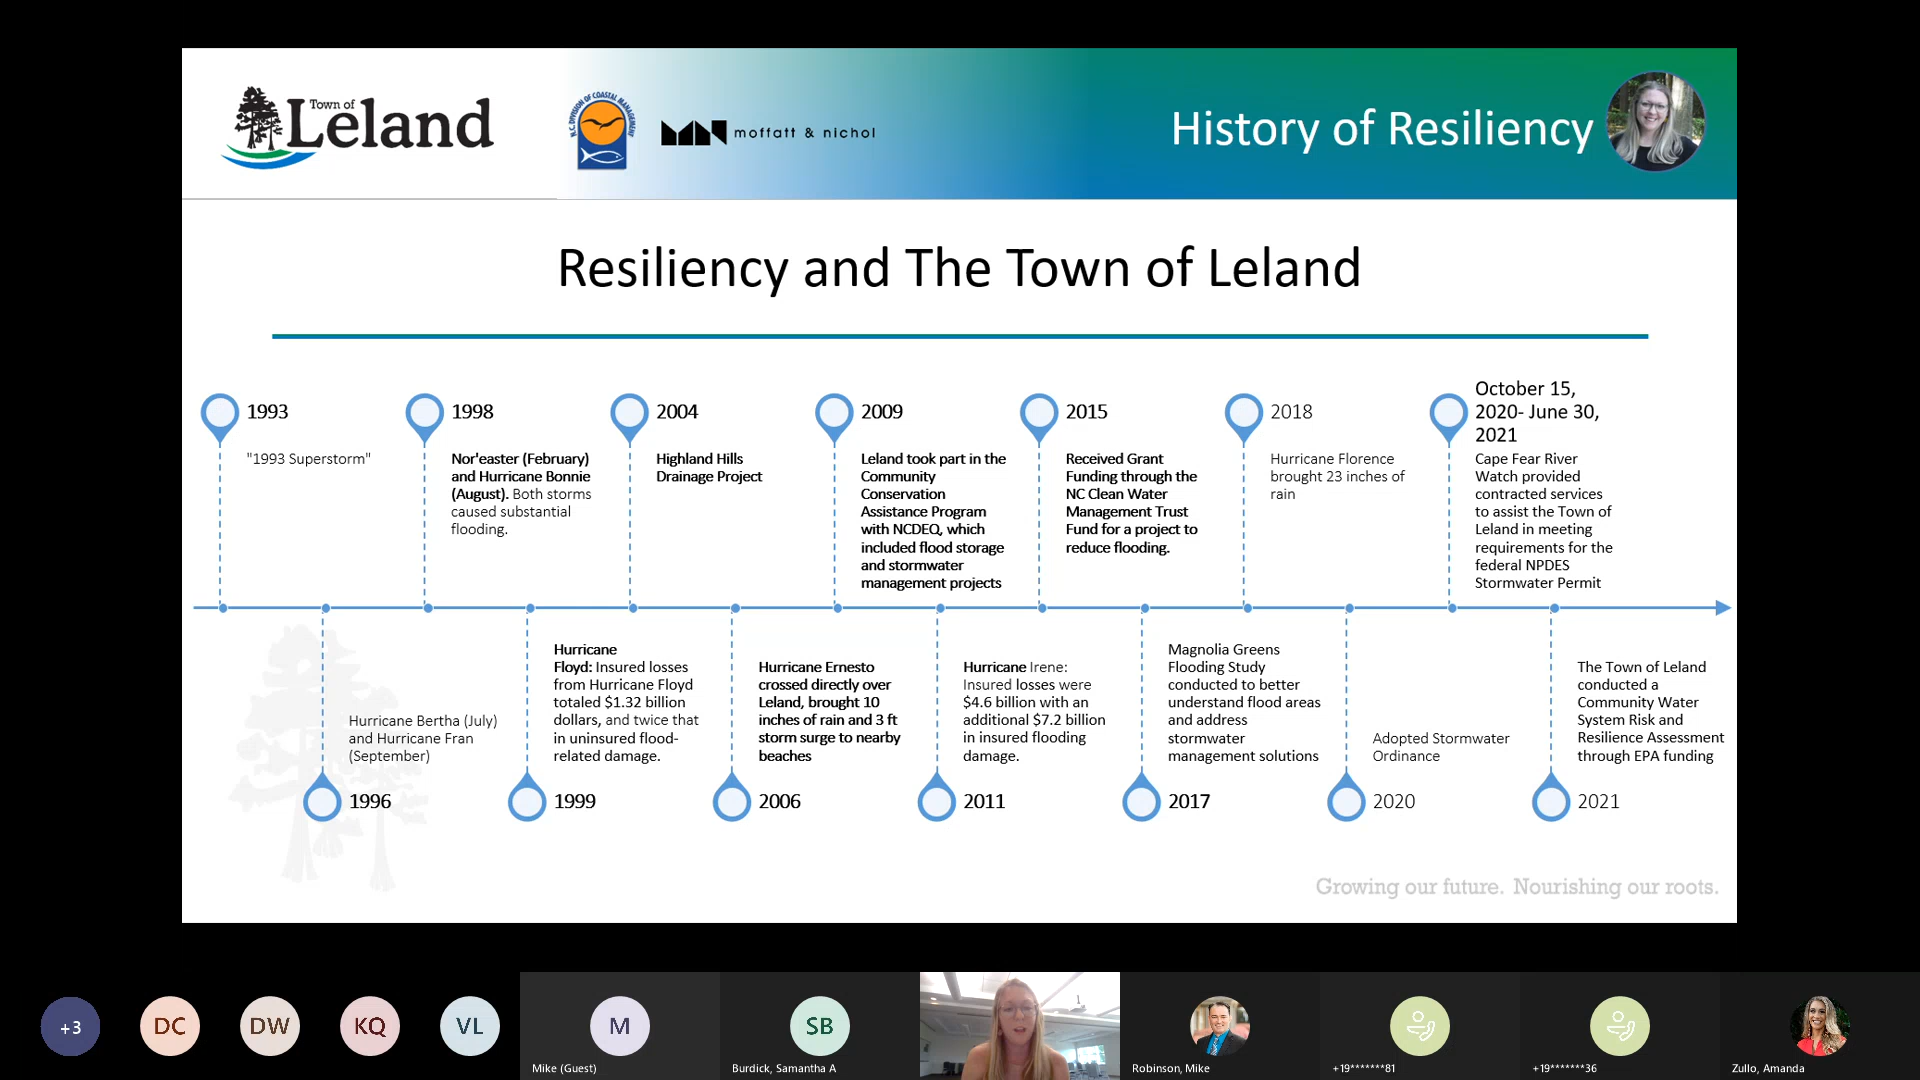 Town of
Leland
N.C. DIVISION OF COASTAL MANAGEMENT
moffatt & nichol
History of Resiliency
Resiliency and The Town of Leland
1993
"1993 Superstorm"
1998
Nor'easter (February)
and Hurricane Bonnie
(August). Both storms
caused substantial
flooding.
2004
Highland Hills
Drainage Project
2009
Leland took part in the
Community
Conservation
Assistance Program
with NCDEQ, which
included flood storage
and stormwater
management projects
2015
Received Grant
Funding through the
NC Clean Water
Management Trust
Fund for a project to
reduce flooding.
2018
Hurricane Florence
brought 23 inches of
rain
October 15,
2020- June 30,
2021
Cape Fear River
Watch provided
contracted services
to assist the Town of
Leland in meeting
requirements for the
federal NPDES
Stormwater Permit
Hurricane Bertha (July)
and Hurricane Fran
(September)
1996
Hurricane
Floyd: Insured losses
from Hurricane Floyd
totaled $1.32 billion
dollars, and twice that
in uninsured flood-
related damage.
1999
Hurricane Ernesto
crossed directly over
Leland, brought 10
inches of rain and 3 ft
storm surge to nearby
beaches
2006
Hurricane Irene:
Insured losses were
$4.6 billion with an
additional $7.2 billion
in insured flooding
damage.
2011
Magnolia Greens
Flooding Study
conducted to better
understand flood areas
and address
stormwater
management solutions
2017
Adopted Stormwater
Ordinance
2020
The Town of Leland
conducted a
Community Water
System Risk and
Resilience Assessment
through EPA funding
2021
Growing our future. Nourishing our roots.
+3
DC
DW
KQ
VL
M
Mike (Guest)
SB
Burdick, Samantha A
Robinson, Mike
+19*******81
+19*******36
Zullo, Amanda